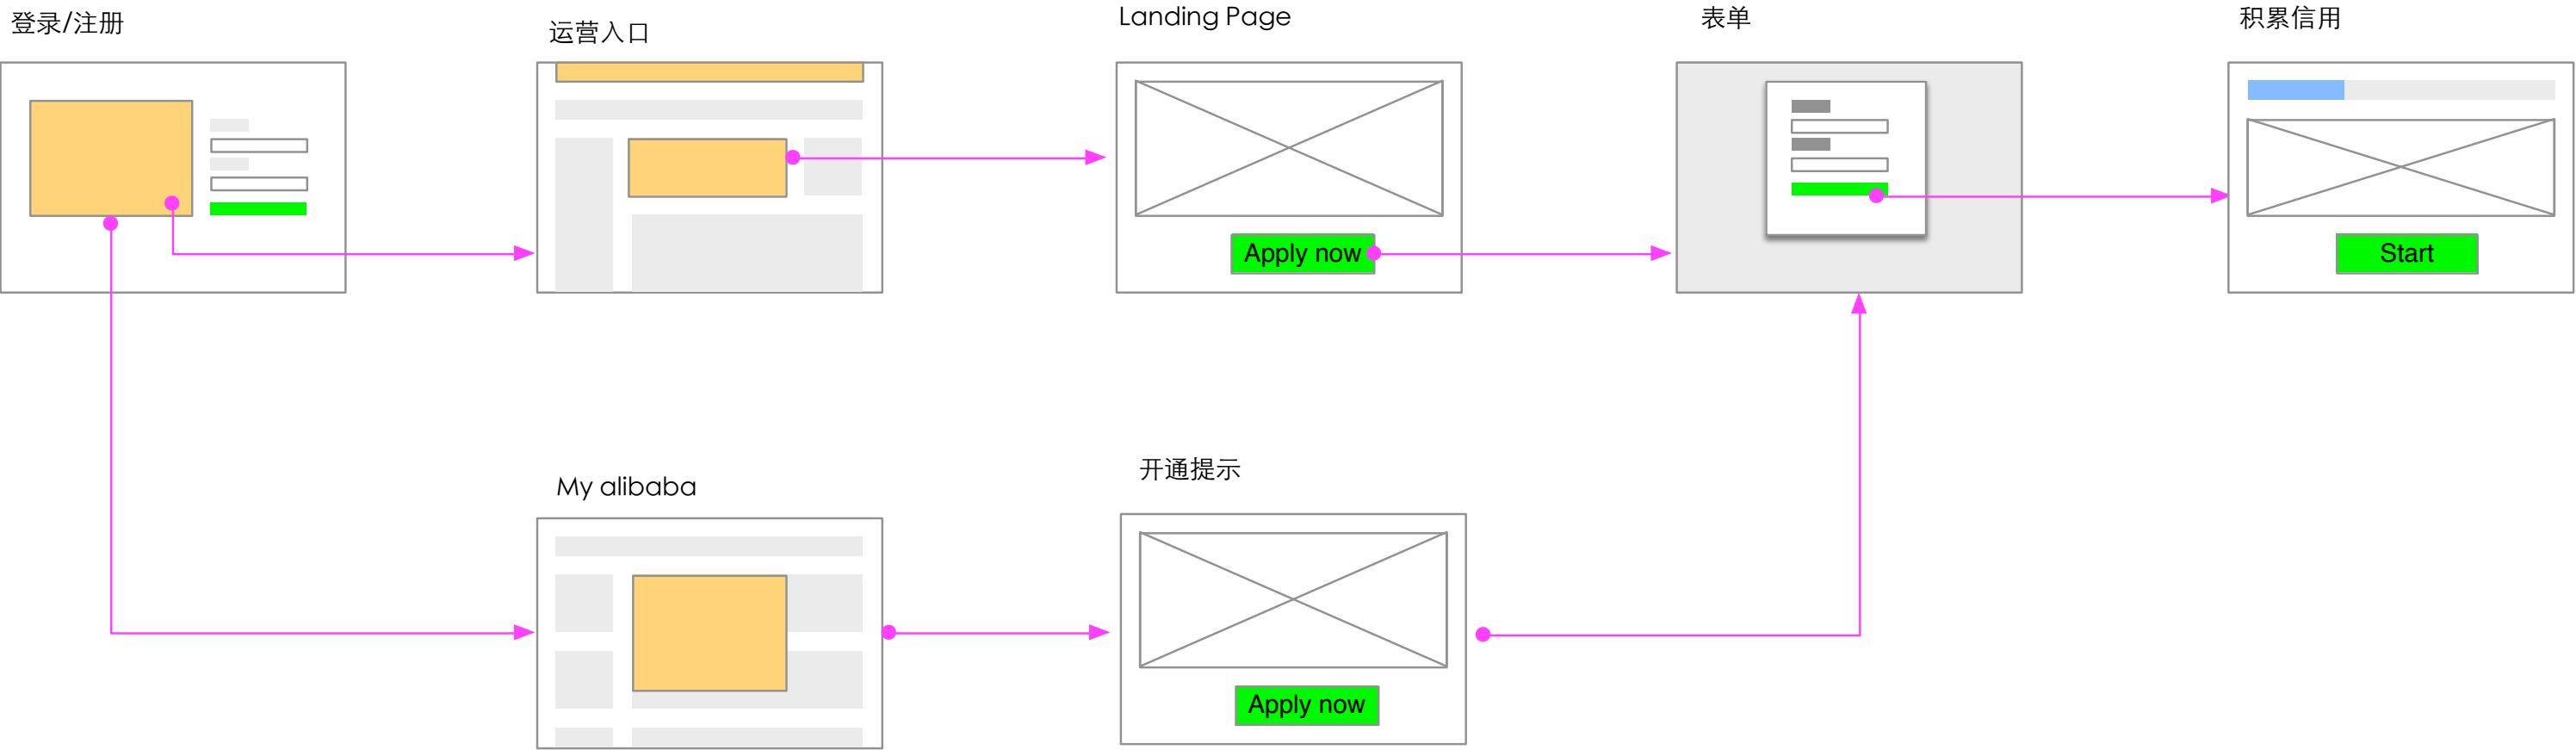 登录/注册
运营入口
Landing Page
表单
积累信用
Apply now
Start
My alibaba
开通提示
Apply now